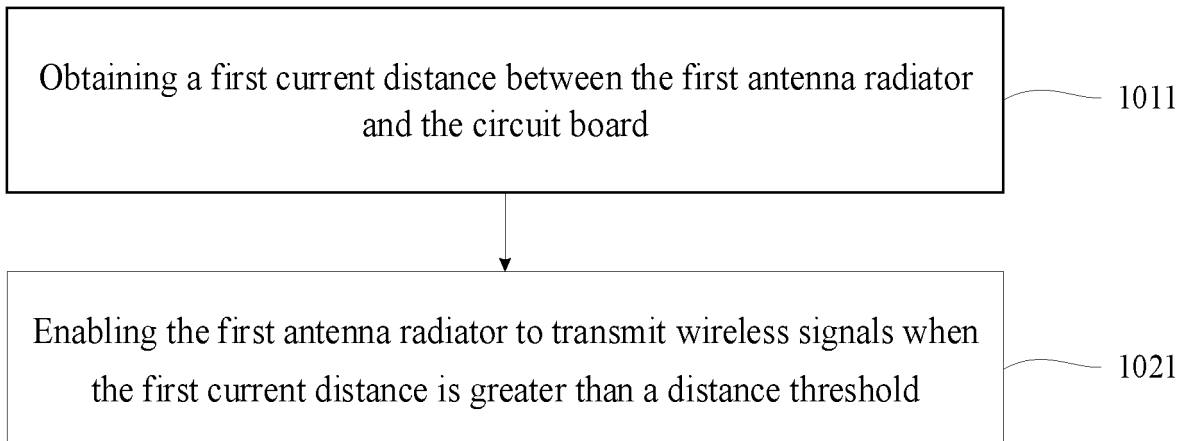 Obtaining a first current distance between the first antenna radiator
and the circuit board
1011
Enabling the first antenna radiator to transmit wireless signals when
the first current distance is greater than a distance threshold
1021